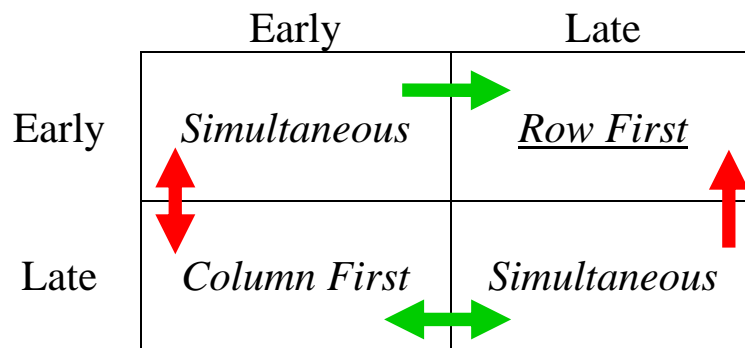 Early Late
Early Simultaneous Row First
Late Column First Simultaneous